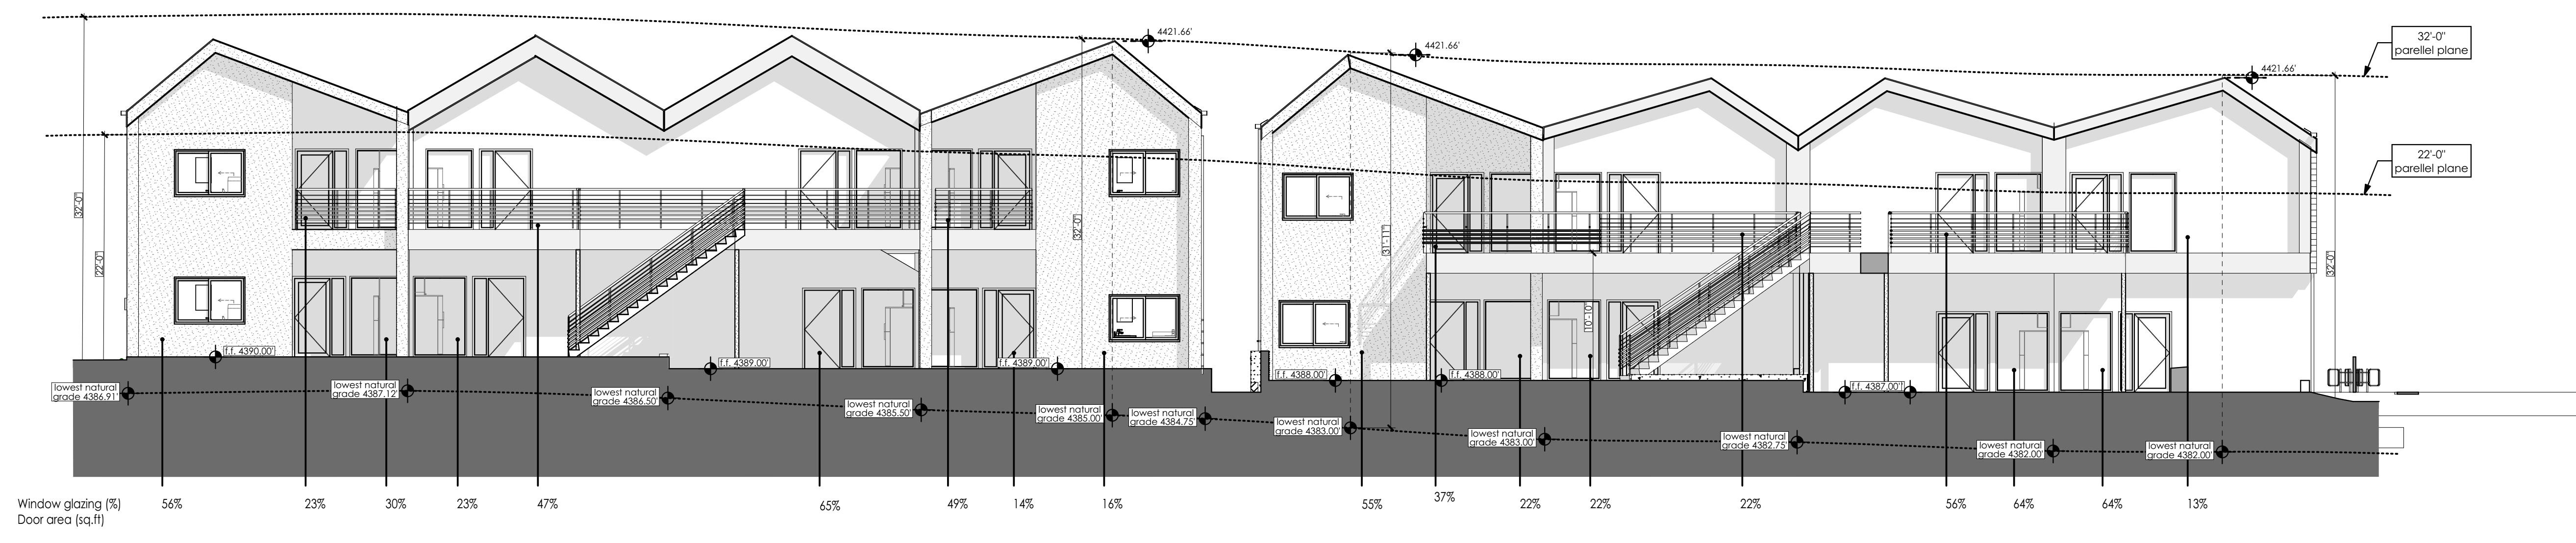 4421.66'
4421.66'
4421.66'
32'-0"
parellel plane
22'-0"
parellel plane
32'-0"
22'-0"
32'-0"
31'-11"
10'-10"
32'-0"
f.f. 4390.00'
f.f. 4389.00'
f.f. 4389.00'
f.f. 4388.00'
f.f. 4388.00'
f.f. 4387.00'
lowest natural
grade 4386.91'
lowest natural
grade 4387.12'
lowest natural
grade 4386.50'
lowest natural
grade 4385.50'
lowest natural
grade 4385.00'
lowest natural
grade 4384.75'
lowest natural
grade 4383.00'
lowest natural
grade 4383.00'
lowest natural
grade 4382.75'
lowest natural
grade 4382.00'
lowest natural
grade 4382.00'
Window glazing (%) 56% 23% 30% 23% 47% 65% 49% 14% 16% 55% 37% 22% 22% 22% 56% 64% 64% 13%
Door area (sq.ft)